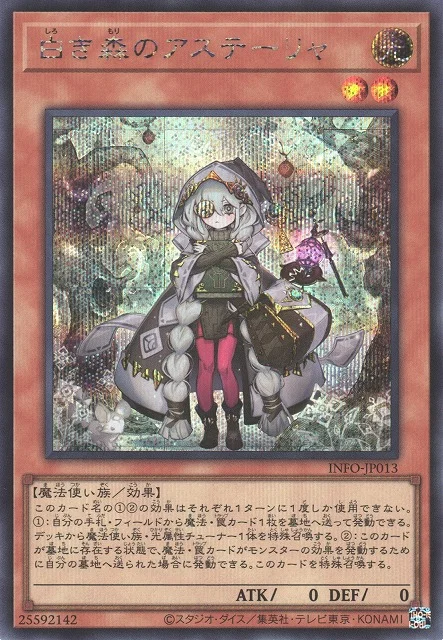 白き森のアステーリャ
INFO-JP013
【魔法使い族／効果】
このカード名の①②の効果はそれぞれ1ターンに1度しか使用できない。
①：自分の手札・フィールドから魔法・罠カード1枚を墓地へ送って発動できる。
デッキから魔法使い族・光属性チューナー1体を特殊召喚する。②：このカード
が墓地に存在する状態で、魔法・罠カードがモンスターの効果を発動するため
に自分の墓地へ送られた場合に発動できる。このカードを特殊召喚する。
ATK/ 0 DEF/ 0
25592142
©スタジオ・ダイス／集英社・テレビ東京・KONAMI